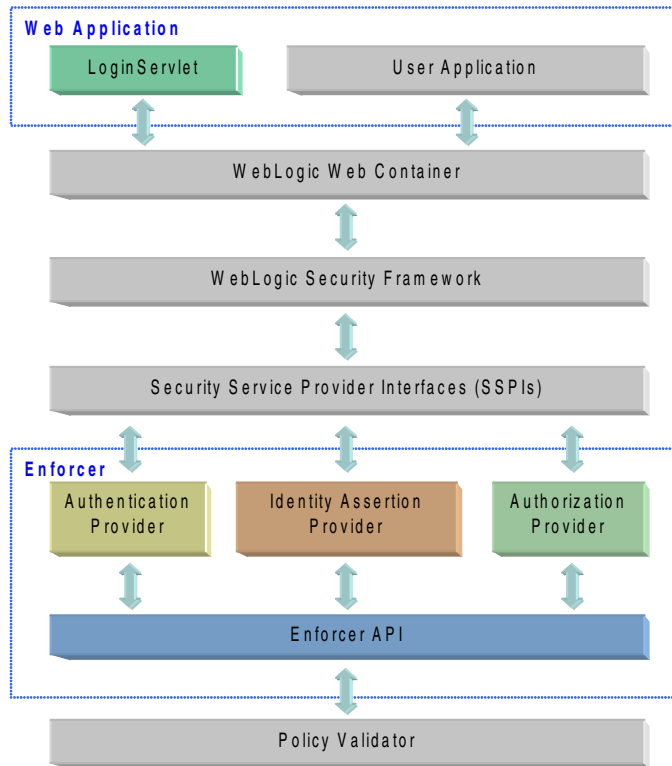 Web Application
LoginServlet
User Application
WebLogic Web Container
WebLogic Security Framework
Security Service Provider Interfaces (SSPIs)
Enforcer
Authentication
Provider
Identity Assertion
Provider
Authorization
Provider
Enforcer API
Policy Validator